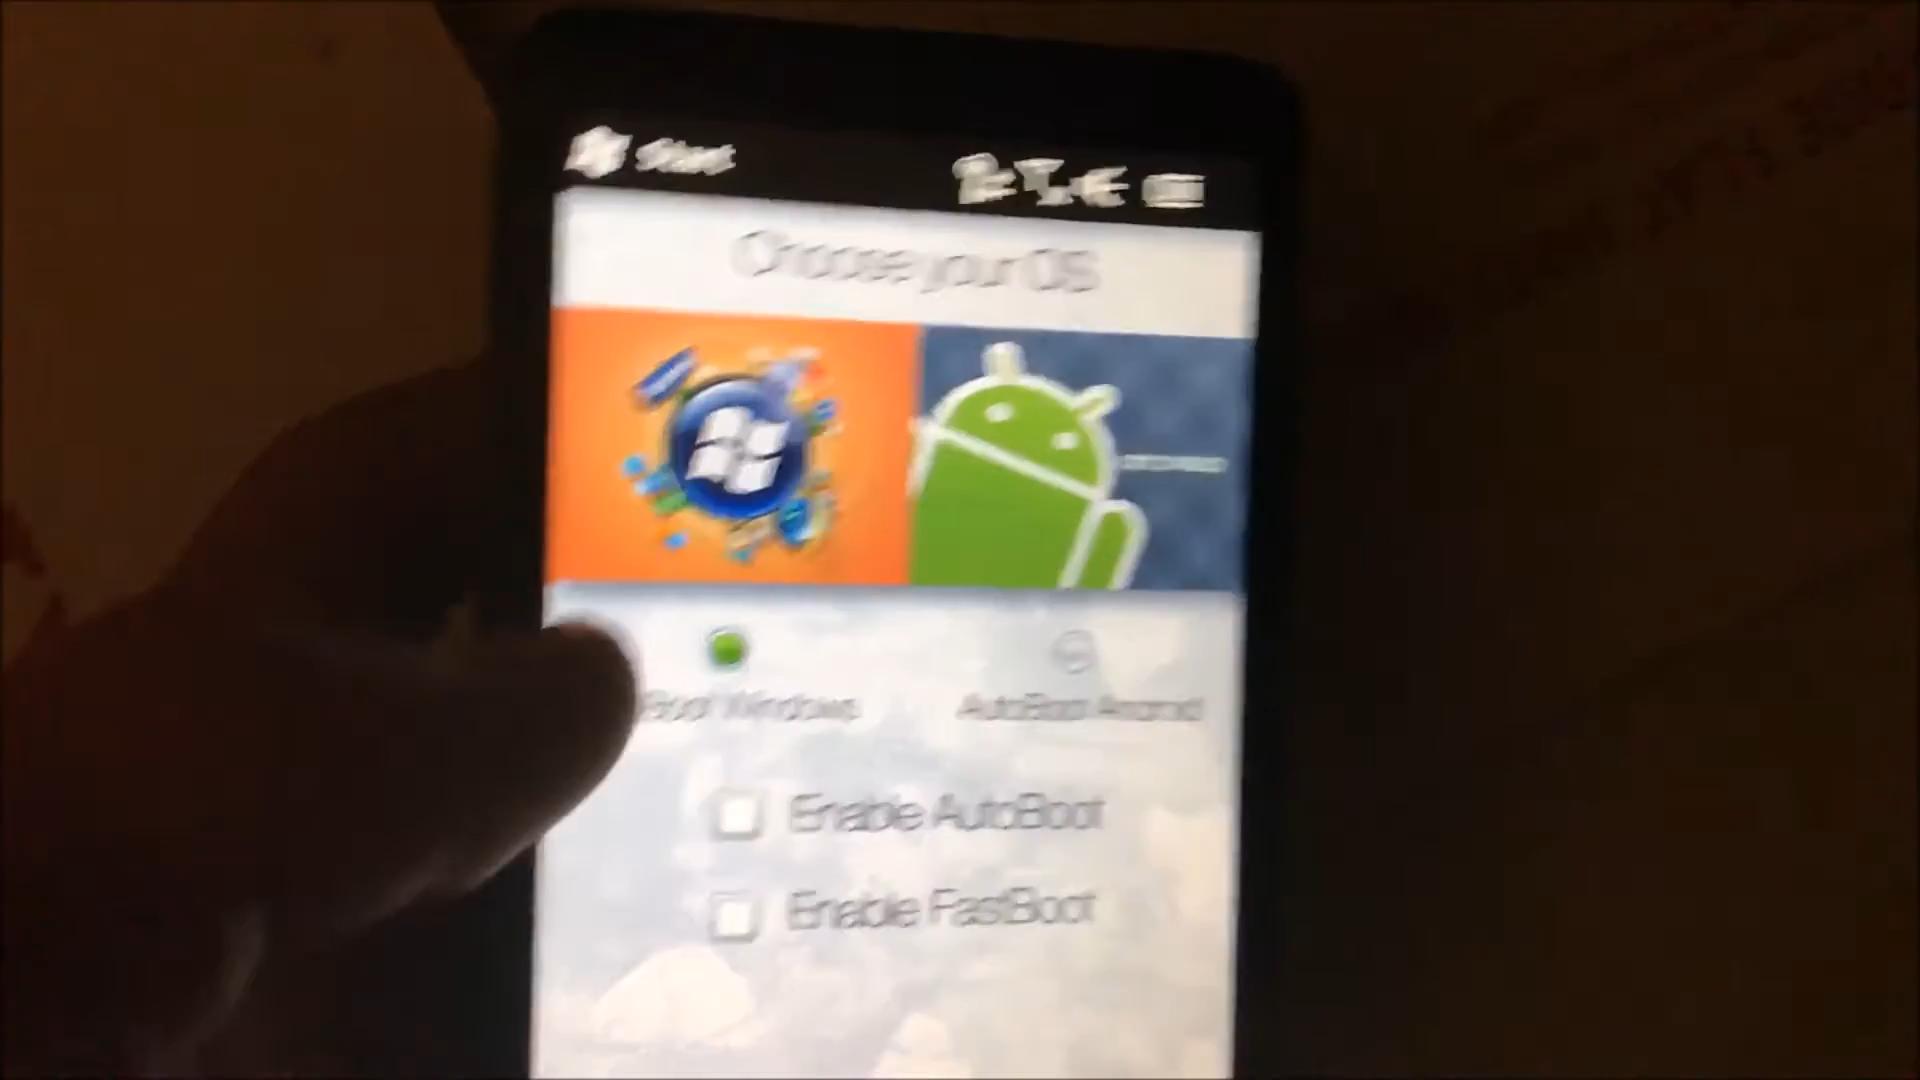 Start
Choose your OS
Boot Windows
AutoBoot Android
Enable AutoBoot
Enable FastBoot